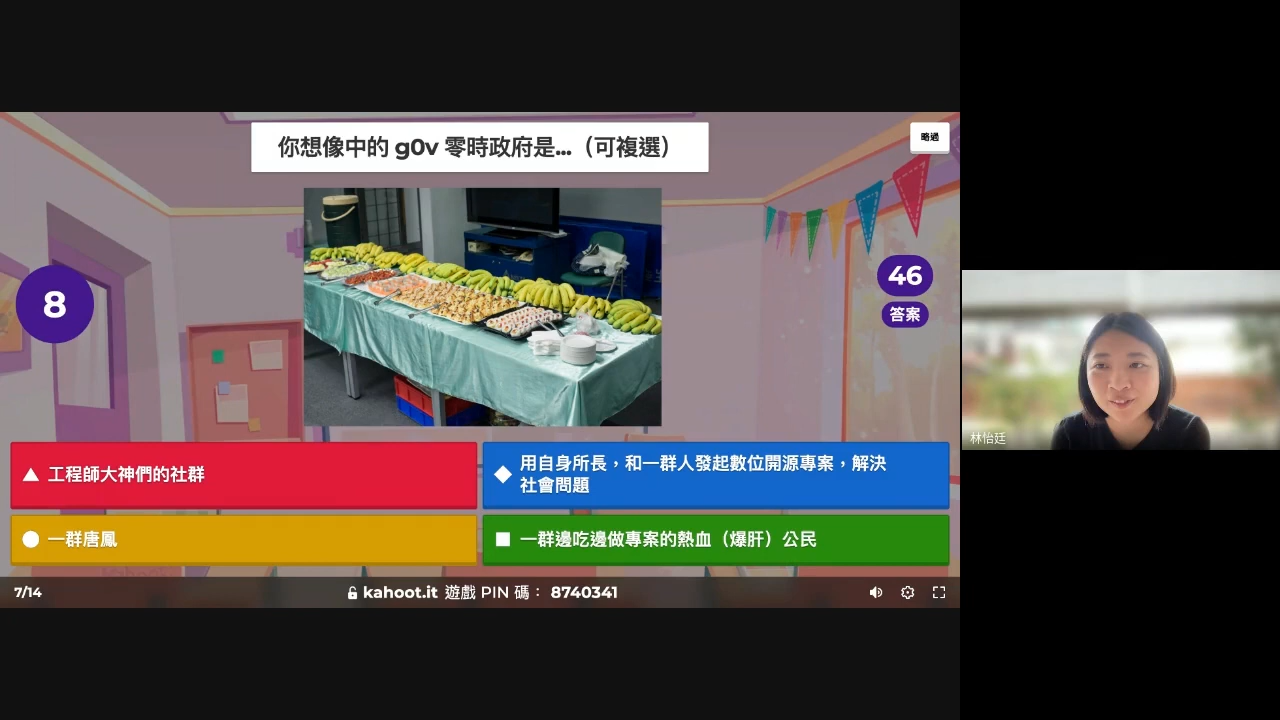 你想像中的 g0v 零時政府是...（可複選）
略過
8
46
答案
工程師大神們的社群
用自身所長，和一群人發起數位開源專案，解決
社會問題
一群唐鳳
一群邊吃邊做專案的熱血（爆肝）公民
7/14
kahoot.it 遊戲 PIN 碼： 8740341
林怡廷